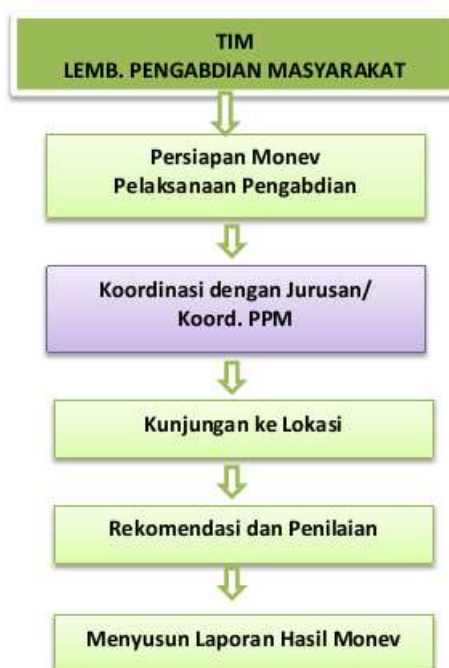 TIM
LEMB. PENGABDIAN MASYARAKAT
Persiapan Monev
Pelaksanaan Pengabdian
Koordinasi dengan Jurusan/
Koord. PPM
Kunjungan ke Lokasi
Rekomendasi dan Penilaian
Menyusun Laporan Hasil Monev